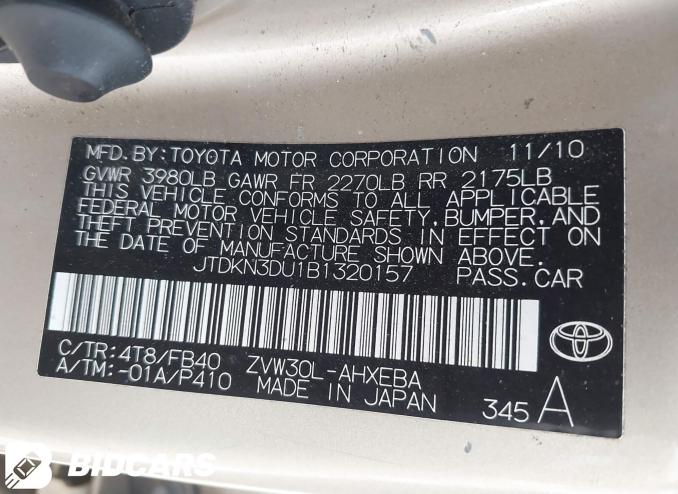 MFD.BY:TOYOTA MOTOR CORPORATION 11/10
GVWR 3980LB GAWR FR 2270LB RR 2175LB
THIS VEHICLE CONFORMS TO ALL APPLICABLE
FEDERAL MOTOR VEHICLE SAFETY,BUMPER,AND
THEFT PREVENTION STANDARDS IN EFFECT ON
THE DATE OF MANUFACTURE SHOWN ABOVE.
JTDKN3DU1B1320157 PASS.CAR
C/TR:4T8/FB40 ZVW30L-AHXEBA
A/TM:-01A/P410 MADE IN JAPAN
345 A
BIDCARS